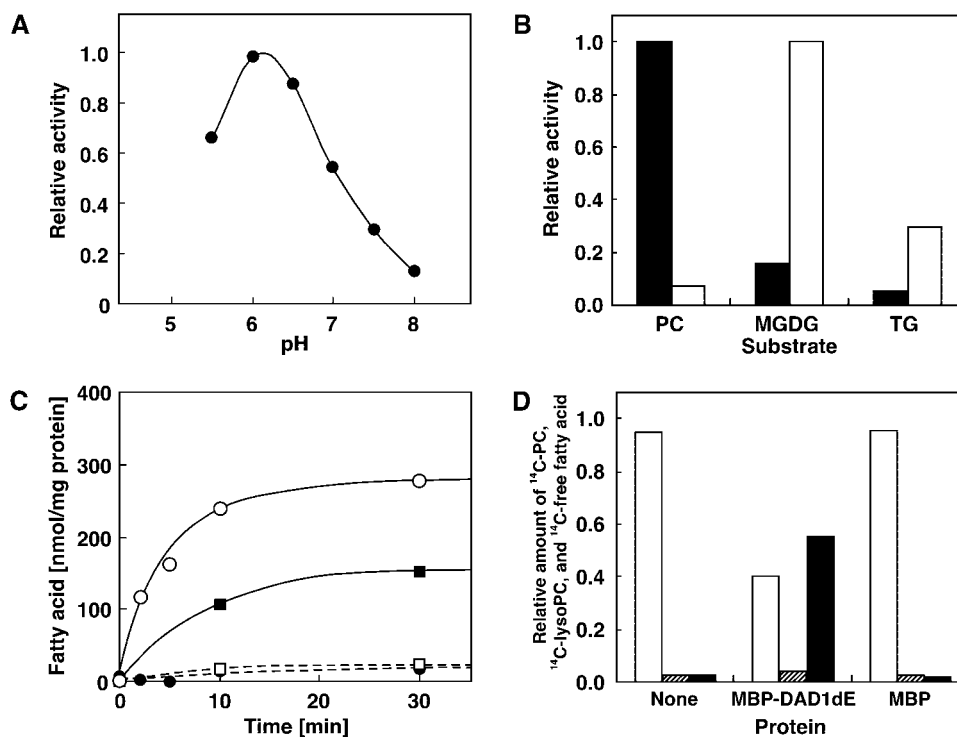 A
Relative activity
1.0
0.8
0.6
0.4
0.2
0
5
6
7
8
pH
B
Relative activity
1.0
0.8
0.6
0.4
0.2
0.0
PC
MGDG
TG
Substrate
C
Fatty acid [nmol/mg protein]
400
300
200
100
0
0
10
20
30
Time [min]
D
Relative amount of ¹⁴C-PC,
¹⁴C-lysoPC, and ¹⁴C-free fatty acid
1.0
0.8
0.6
0.4
0.2
0.0
None
MBP-DAD1dE
MBP
Protein